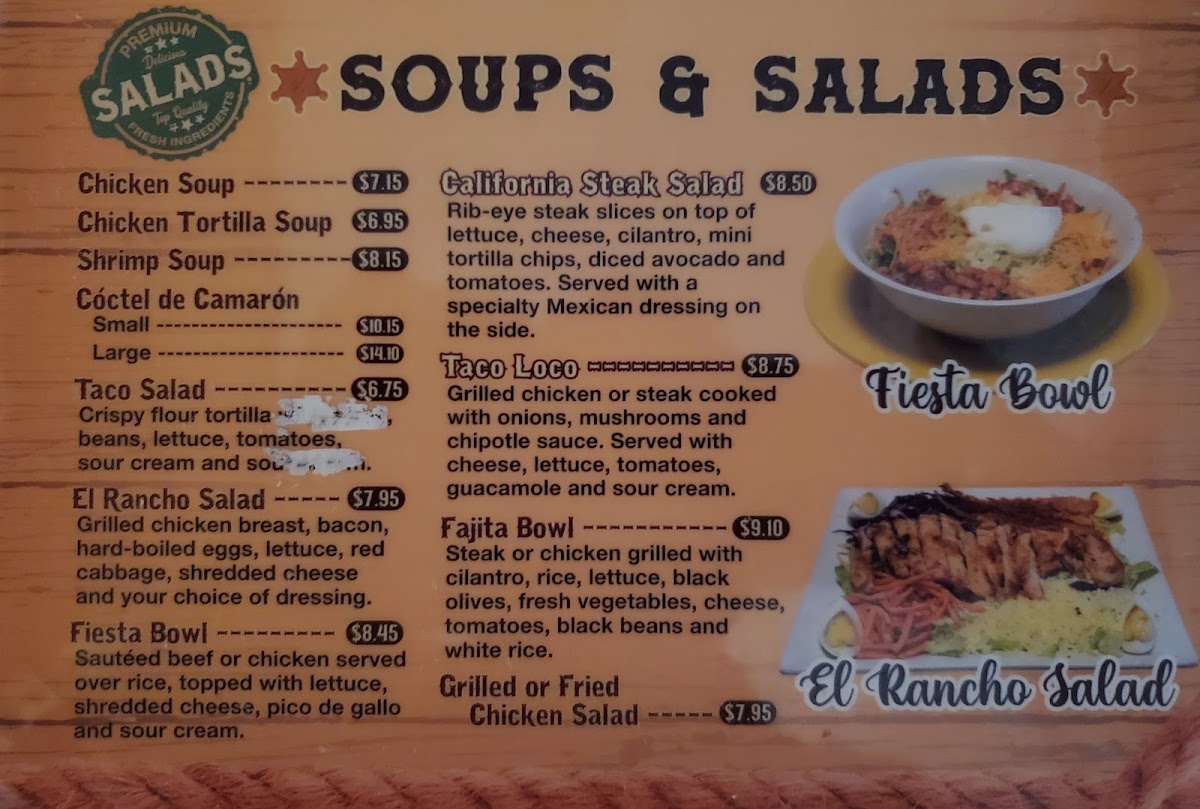 PREMIUM
Delicious
SALADS
Top Quality
FRESH INGREDIENTS
SOUPS & SALADS
Chicken Soup -------- $7.15
Chicken Tortilla Soup $6.95
Shrimp Soup --------- $8.15
Cóctel de Camarón
Small -------------------- $10.15
Large -------------------- $14.10
Taco Salad ----------- $6.75
Crispy flour tortilla
beans, lettuce, tomatoes,
sour cream and
El Rancho Salad ----- $7.95
Grilled chicken breast, bacon,
hard-boiled eggs, lettuce, red
cabbage, shredded cheese
and your choice of dressing.
Fiesta Bowl --------- $8.45
Sautéed beef or chicken served
over rice, topped with lettuce,
shredded cheese, pico de gallo
and sour cream.
California Steak Salad $8.50
Rib-eye steak slices on top of
lettuce, cheese, cilantro, mini
tortilla chips, diced avocado and
tomatoes. Served with a
specialty Mexican dressing on
the side.
Taco Loco ---------- $8.75
Grilled chicken or steak cooked
with onions, mushrooms and
chipotle sauce. Served with
cheese, lettuce, tomatoes,
guacamole and sour cream.
Fajita Bowl ----------- $9.10
Steak or chicken grilled with
cilantro, rice, lettuce, black
olives, fresh vegetables, cheese,
tomatoes, black beans and
white rice.
Grilled or Fried
Chicken Salad ----- $7.95
Fiesta Bowl
El Rancho Salad